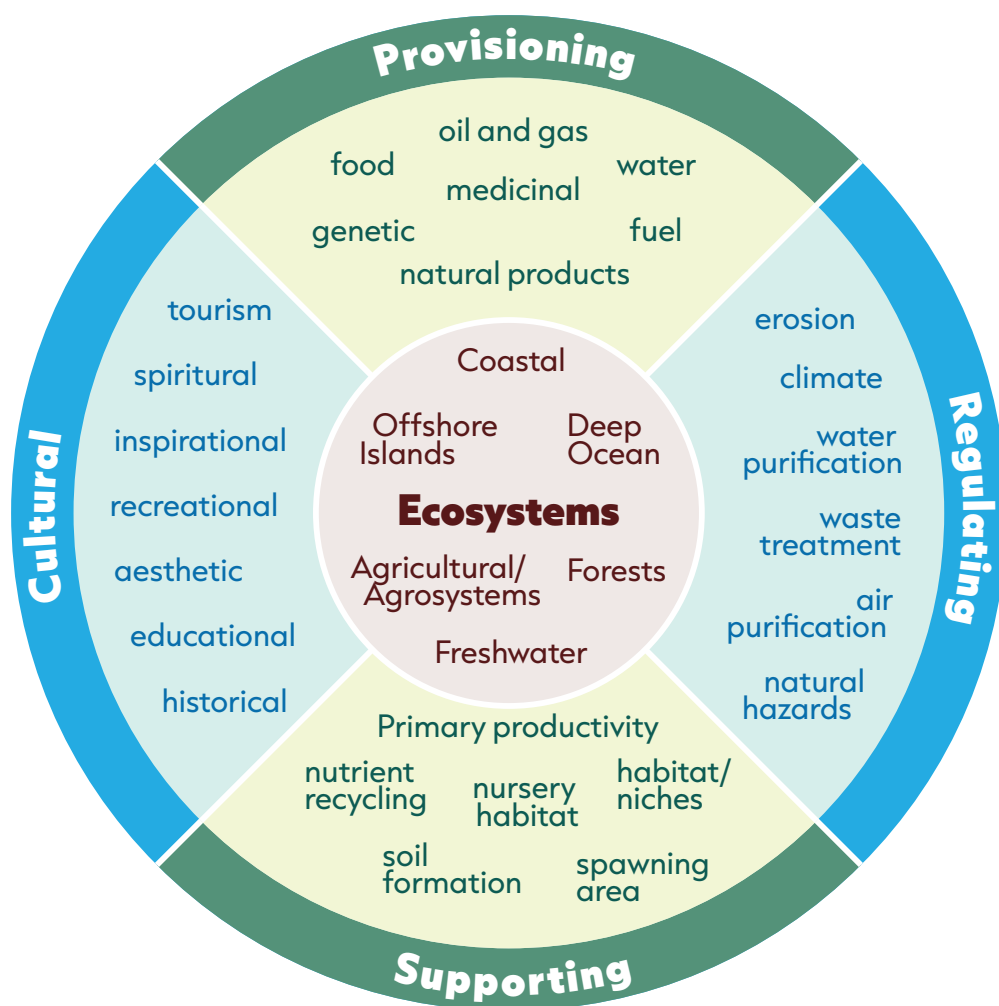 Provisioning
oil and gas
food
water
medicinal
genetic
fuel
natural products
Cultural
tourism
spiritural
inspirational
recreational
aesthetic
educational
historical
Coastal
Offshore
Islands
Deep
Ocean
Ecosystems
Agricultural/
Agrosystems
Forests
Freshwater
Regulating
erosion
climate
water
purification
waste
treatment
air
purification
natural
hazards
Primary productivity
nutrient
recycling
nursery
habitat
habitat/
niches
soil
formation
spawning
area
Supporting